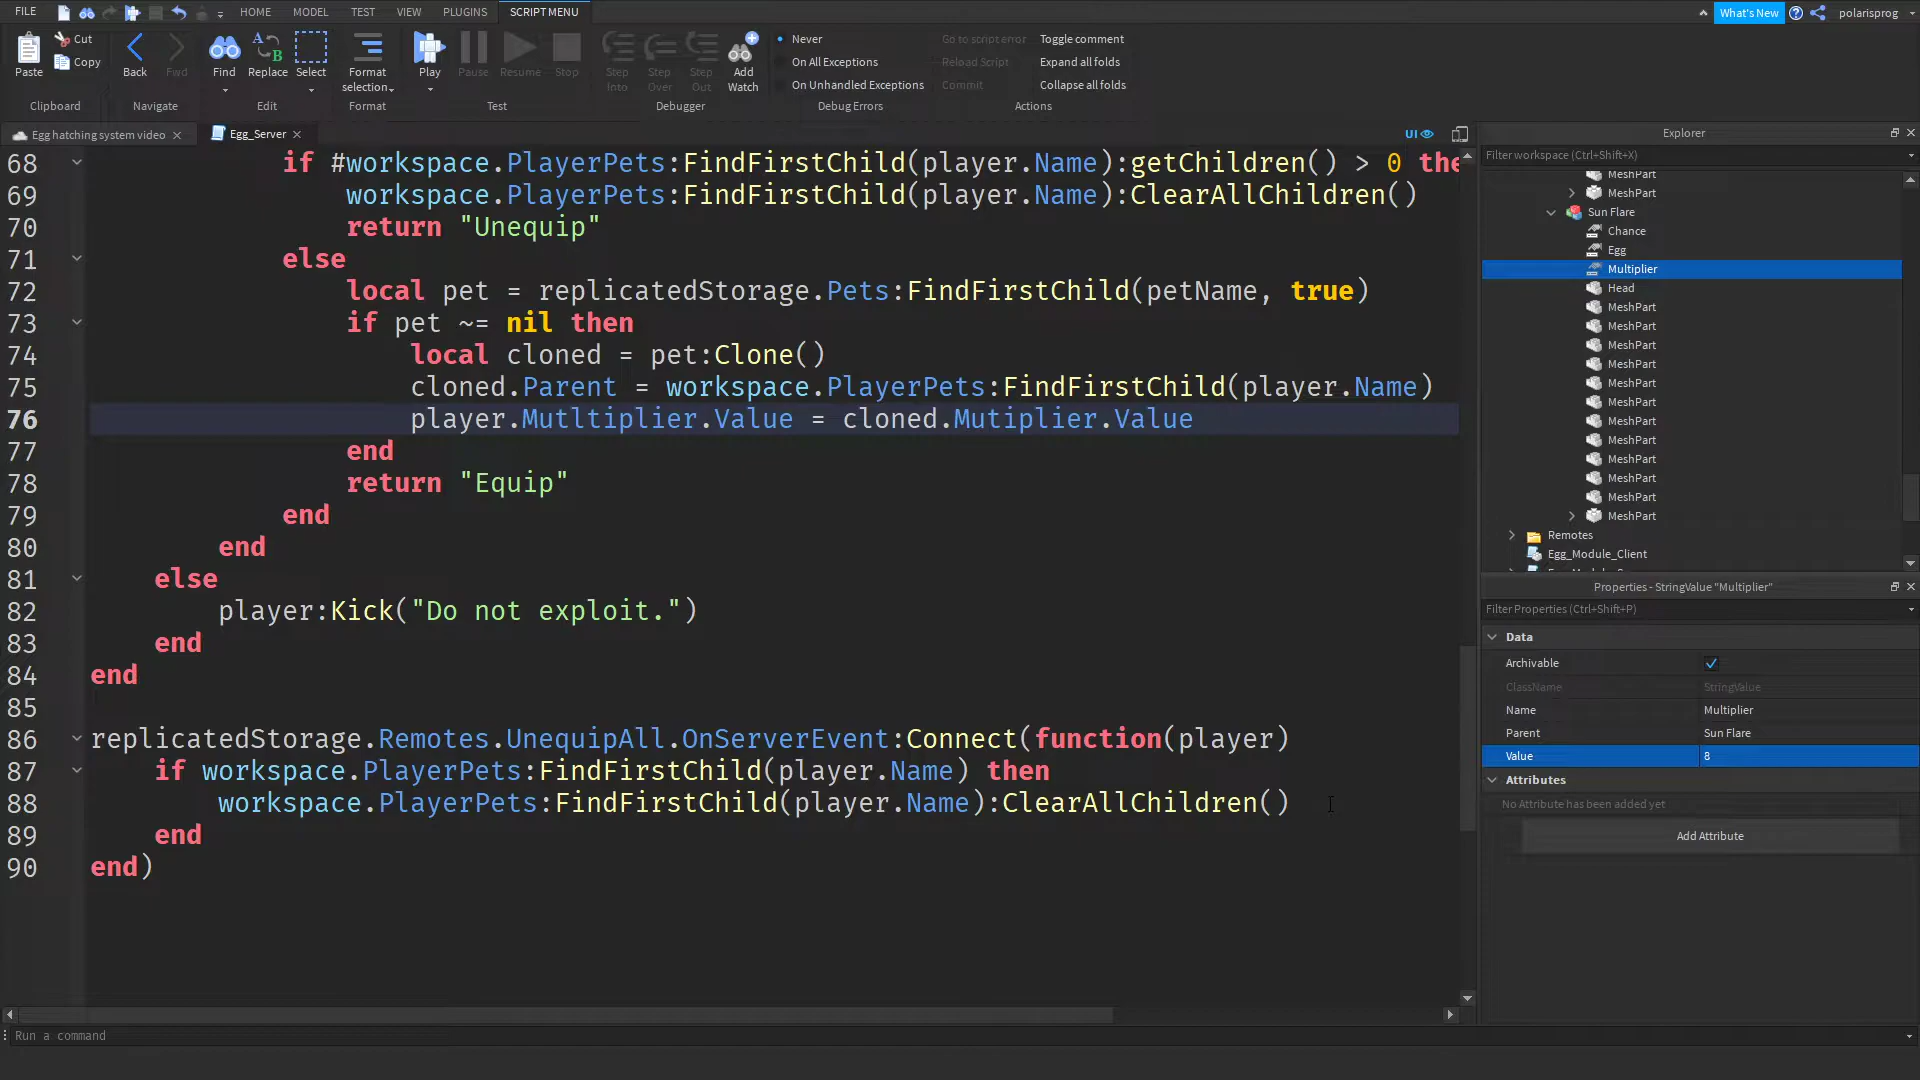 FILE
HOME
MODEL
TEST
VIEW
PLUGINS
SCRIPT MENU
What's New
polarisprog
Paste
Cut
Copy
Clipboard
Back
Fwd
Navigate
Find
Replace
Select
Edit
Format
selection
Format
Play
Pause
Resume
Stop
Test
Step
Into
Step
Over
Step
Out
Add
Watch
Debugger
Never
On All Exceptions
On Unhandled Exceptions
Debug Errors
Go to script error
Reload Script
Commit
Toggle comment
Expand all folds
Collapse all folds
Actions
Egg hatching system video
Egg_Server
UI
68 if #workspace.PlayerPets:FindFirstChild(player.Name):getChildren() > 0 the
69 workspace.PlayerPets:FindFirstChild(player.Name):ClearAllChildren()
70 return "Unequip"
71 else
72 local pet = replicatedStorage.Pets:FindFirstChild(petName, true)
73 if pet ~= nil then
74 local cloned = pet:Clone()
75 cloned.Parent = workspace.PlayerPets:FindFirstChild(player.Name)
76 player.Mutltiplier.Value = cloned.Mutiplier.Value
77 end
78 return "Equip"
79 end
80 end
81 else
82 player:Kick("Do not exploit.")
83 end
84 end
85
86 replicatedStorage.Remotes.UnequipAll.OnServerEvent:Connect(function(player)
87 if workspace.PlayerPets:FindFirstChild(player.Name) then
88 workspace.PlayerPets:FindFirstChild(player.Name):ClearAllChildren()
89 end
90 end)
Run a command
Explorer
Filter workspace (Ctrl+Shift+X)
MeshPart
MeshPart
Sun Flare
Chance
Egg
Multiplier
Head
MeshPart
MeshPart
MeshPart
MeshPart
MeshPart
MeshPart
MeshPart
MeshPart
MeshPart
MeshPart
MeshPart
MeshPart
Remotes
Egg_Module_Client
Properties - StringValue "Multiplier"
Filter Properties (Ctrl+Shift+P)
Data
Archivable
ClassName StringValue
Name Multiplier
Parent Sun Flare
Value 8
Attributes
No Attribute has been added yet
Add Attribute